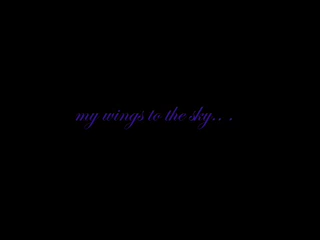 my wings to the sky. . .